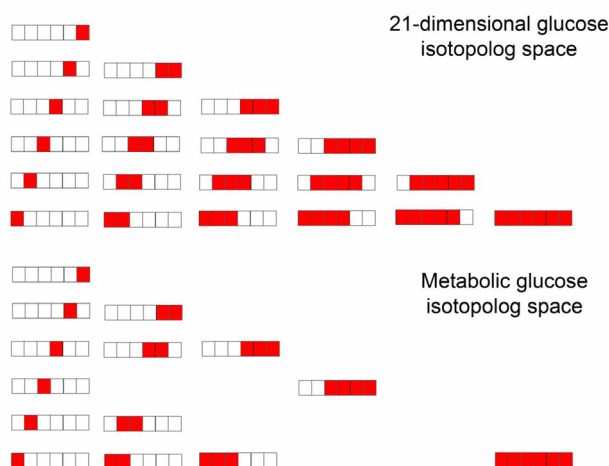 21-dimensional glucose
isotopolog space
Metabolic glucose
isotopolog space